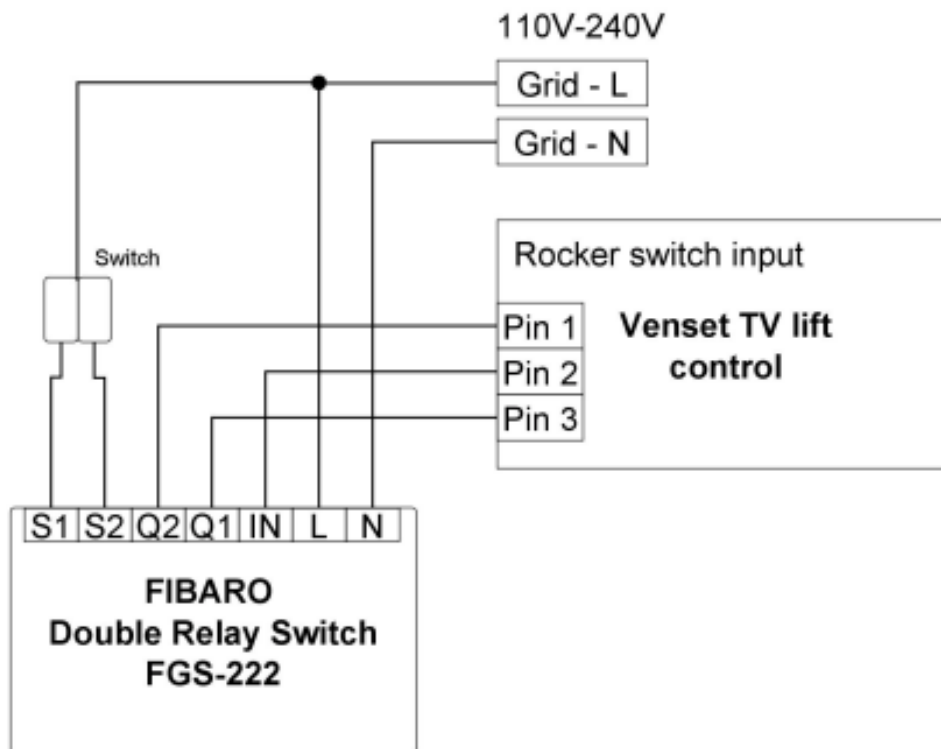 110V-240V
Grid - L
Grid - N
Switch
Rocker switch input
Pin 1
Pin 2
Pin 3
Venset TV lift
control
S1 S2 Q2 Q1 IN L N
FIBARO
Double Relay Switch
FGS-222